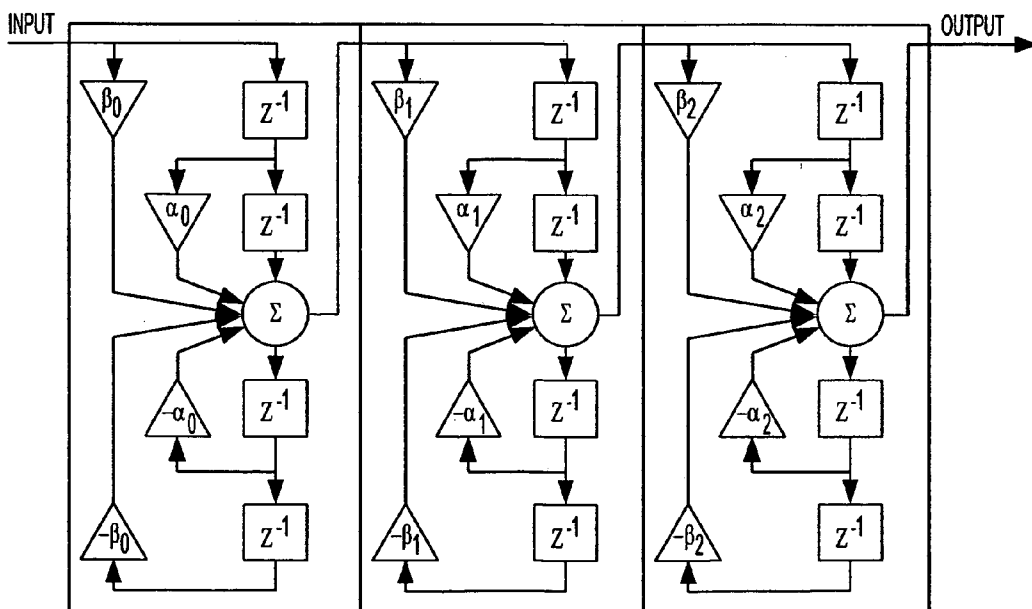 INPUT
OUTPUT
β₀ Z⁻¹ β₁ Z⁻¹ β₂ Z⁻¹
α₀ Z⁻¹ α₁ Z⁻¹ α₂ Z⁻¹
Σ Σ Σ
-α₀ Z⁻¹ -α₁ Z⁻¹ -α₂ Z⁻¹
-β₀ Z⁻¹ -β₁ Z⁻¹ -β₂ Z⁻¹